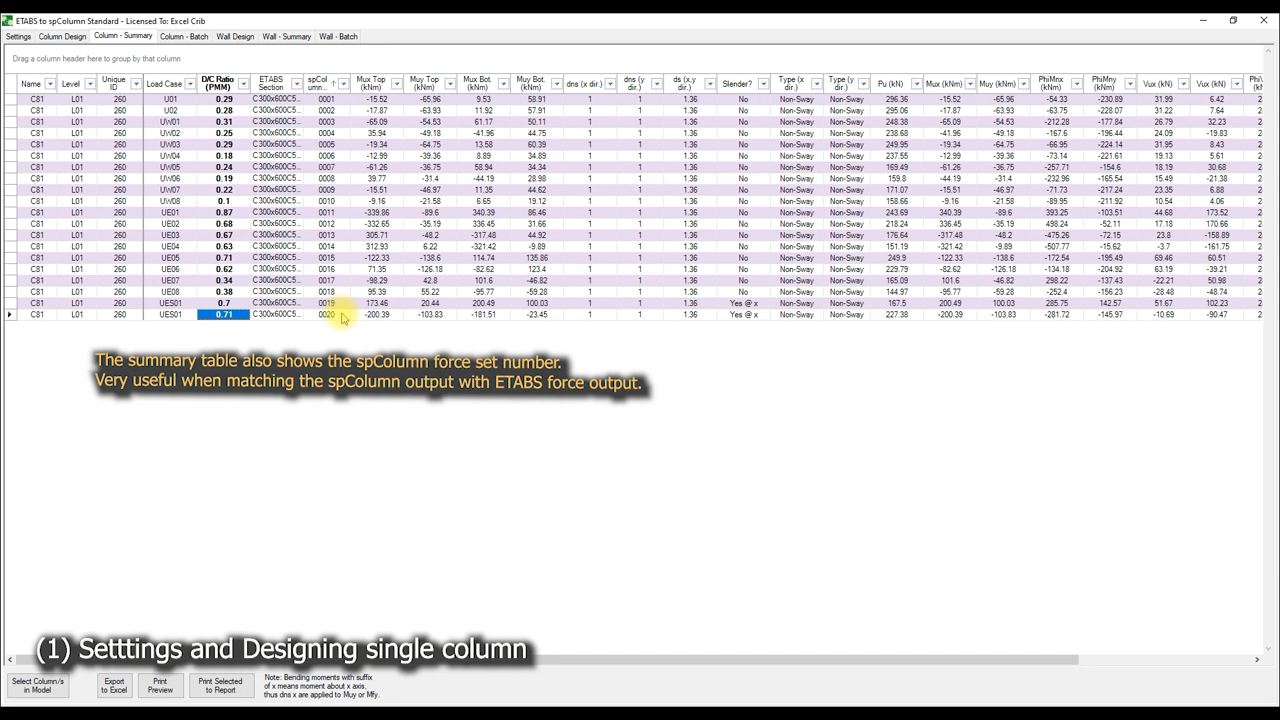 ETABS to spColumn Standard - Licensed To: Excel Crib
Settings Column Design Column - Summary Column - Batch Wall Design Wall - Summary Wall - Batch
Drag a column header here to group by that column
Name Level Unique ID Load Case D/C Ratio (PMM) ETABS Section spCol umn... Mux Top (kNm) Muy Top (kNm) Mux Bot. (kNm) Muy Bot. (kNm) dns (x dir.) dns (y dir.) ds (x,y dir.) Slender? Type (x dir.) Type (y dir.) Pu (kN) Mux (kNm) Muy (kNm) PhiMnx (kNm) PhiMny (kNm) Vux (kN) Vux (kN)
C81 L01 260 U01 0.29 C300x600C5... 0001 -15.52 -65.96 9.53 58.91 1 1 1.36 No Non-Sway Non-Sway 296.36 -15.52 -65.96 -54.33 -230.89 31.99 6.42
C81 L01 260 U02 0.28 C300x600C5... 0002 -17.87 -63.93 11.92 57.91 1 1 1.36 No Non-Sway Non-Sway 295.05 -17.87 -63.93 -63.75 -228.07 31.22 7.64
C81 L01 260 UW01 0.31 C300x600C5... 0003 -65.09 -54.53 61.17 50.11 1 1 1.36 No Non-Sway Non-Sway 248.38 -65.09 -54.53 -212.28 -177.84 26.79 32.23
C81 L01 260 UW02 0.25 C300x600C5... 0004 35.94 -49.18 -41.96 44.75 1 1 1.36 No Non-Sway Non-Sway 238.68 -41.96 -49.18 -167.6 -196.44 24.09 -19.83
C81 L01 260 UW03 0.29 C300x600C5... 0005 -19.34 -64.75 13.58 60.39 1 1 1.36 No Non-Sway Non-Sway 249.95 -19.34 -64.75 -66.95 -224.15 31.95 8.43
C81 L01 260 UW04 0.18 C300x600C5... 0006 -12.99 -39.36 8.89 34.89 1 1 1.36 No Non-Sway Non-Sway 237.55 -12.99 -39.36 -73.14 -221.61 19.13 5.61
C81 L01 260 UW05 0.24 C300x600C5... 0007 -61.26 -36.75 58.94 34.34 1 1 1.36 No Non-Sway Non-Sway 169.49 -61.26 -36.75 -257.71 -154.6 18.19 30.68
C81 L01 260 UW06 0.19 C300x600C5... 0008 39.77 -31.4 -44.19 28.98 1 1 1.36 No Non-Sway Non-Sway 159.8 -44.19 -31.4 -232.96 -165.54 15.49 -21.38
C81 L01 260 UW07 0.22 C300x600C5... 0009 -15.51 -46.97 11.35 44.62 1 1 1.36 No Non-Sway Non-Sway 171.07 -15.51 -46.97 -71.73 -217.24 23.35 6.88
C81 L01 260 UW08 0.1 C300x600C5... 0010 -9.16 -21.58 6.65 19.12 1 1 1.36 No Non-Sway Non-Sway 158.66 -9.16 -21.58 -89.95 -211.92 10.54 4.06
C81 L01 260 UE01 0.87 C300x600C5... 0011 -339.86 -89.6 340.39 86.46 1 1 1.36 No Non-Sway Non-Sway 243.69 340.39 -89.6 393.25 -103.51 44.68 173.52
C81 L01 260 UE02 0.68 C300x600C5... 0012 -332.65 -35.19 336.45 31.66 1 1 1.36 No Non-Sway Non-Sway 218.24 336.45 -35.19 498.24 -52.11 17.18 170.66
C81 L01 260 UE03 0.67 C300x600C5... 0013 305.71 -48.2 -317.48 44.92 1 1 1.36 No Non-Sway Non-Sway 176.64 -317.48 -48.2 -475.26 -72.15 23.8 -158.89
C81 L01 260 UE04 0.63 C300x600C5... 0014 312.93 6.22 -321.42 -9.89 1 1 1.36 No Non-Sway Non-Sway 151.19 -321.42 -9.89 -507.77 -15.62 -3.7 -161.75
C81 L01 260 UE05 0.71 C300x600C5... 0015 -122.33 -138.6 114.74 135.86 1 1 1.36 No Non-Sway Non-Sway 249.9 -122.33 -138.6 -172.54 -195.49 69.46 60.51
C81 L01 260 UE06 0.62 C300x600C5... 0016 71.35 -126.18 -82.62 123.4 1 1 1.36 No Non-Sway Non-Sway 229.79 -82.62 -126.18 -134.18 -204.92 63.13 -39.21
C81 L01 260 UE07 0.34 C300x600C5... 0017 -98.29 42.8 101.6 -46.82 1 1 1.36 No Non-Sway Non-Sway 165.09 101.6 -46.82 298.22 -137.43 -22.1 50.98
C81 L01 260 UE08 0.38 C300x600C5... 0018 95.39 55.22 -95.77 -59.28 1 1 1.36 No Non-Sway Non-Sway 144.97 -95.77 -59.28 -252.4 -156.23 -28.48 -48.74
C81 L01 260 UES01 0.7 C300x600C5... 0019 173.46 20.44 200.49 100.03 1 1 1.36 Yes @ x Non-Sway Non-Sway 167.5 200.49 100.03 285.75 142.57 51.67 102.23
C81 L01 260 UES01 0.71 C300x600C5... 0020 -200.39 -103.83 -181.51 -23.45 1 1 1.36 Yes @ x Non-Sway Non-Sway 227.38 -200.39 -103.83 -281.72 -145.97 -10.69 -90.47
The summary table also shows the spColumn force set number.
Very useful when matching the spColumn output with ETABS force output.
(1) Setttings and Designing single column
Select Column/s in Model
Export to Excel
Print Preview
Print Selected to Report
Note: Bending moments with suffix
of x means moment about x axis,
thus dns x are applied to Muy or Mfy.